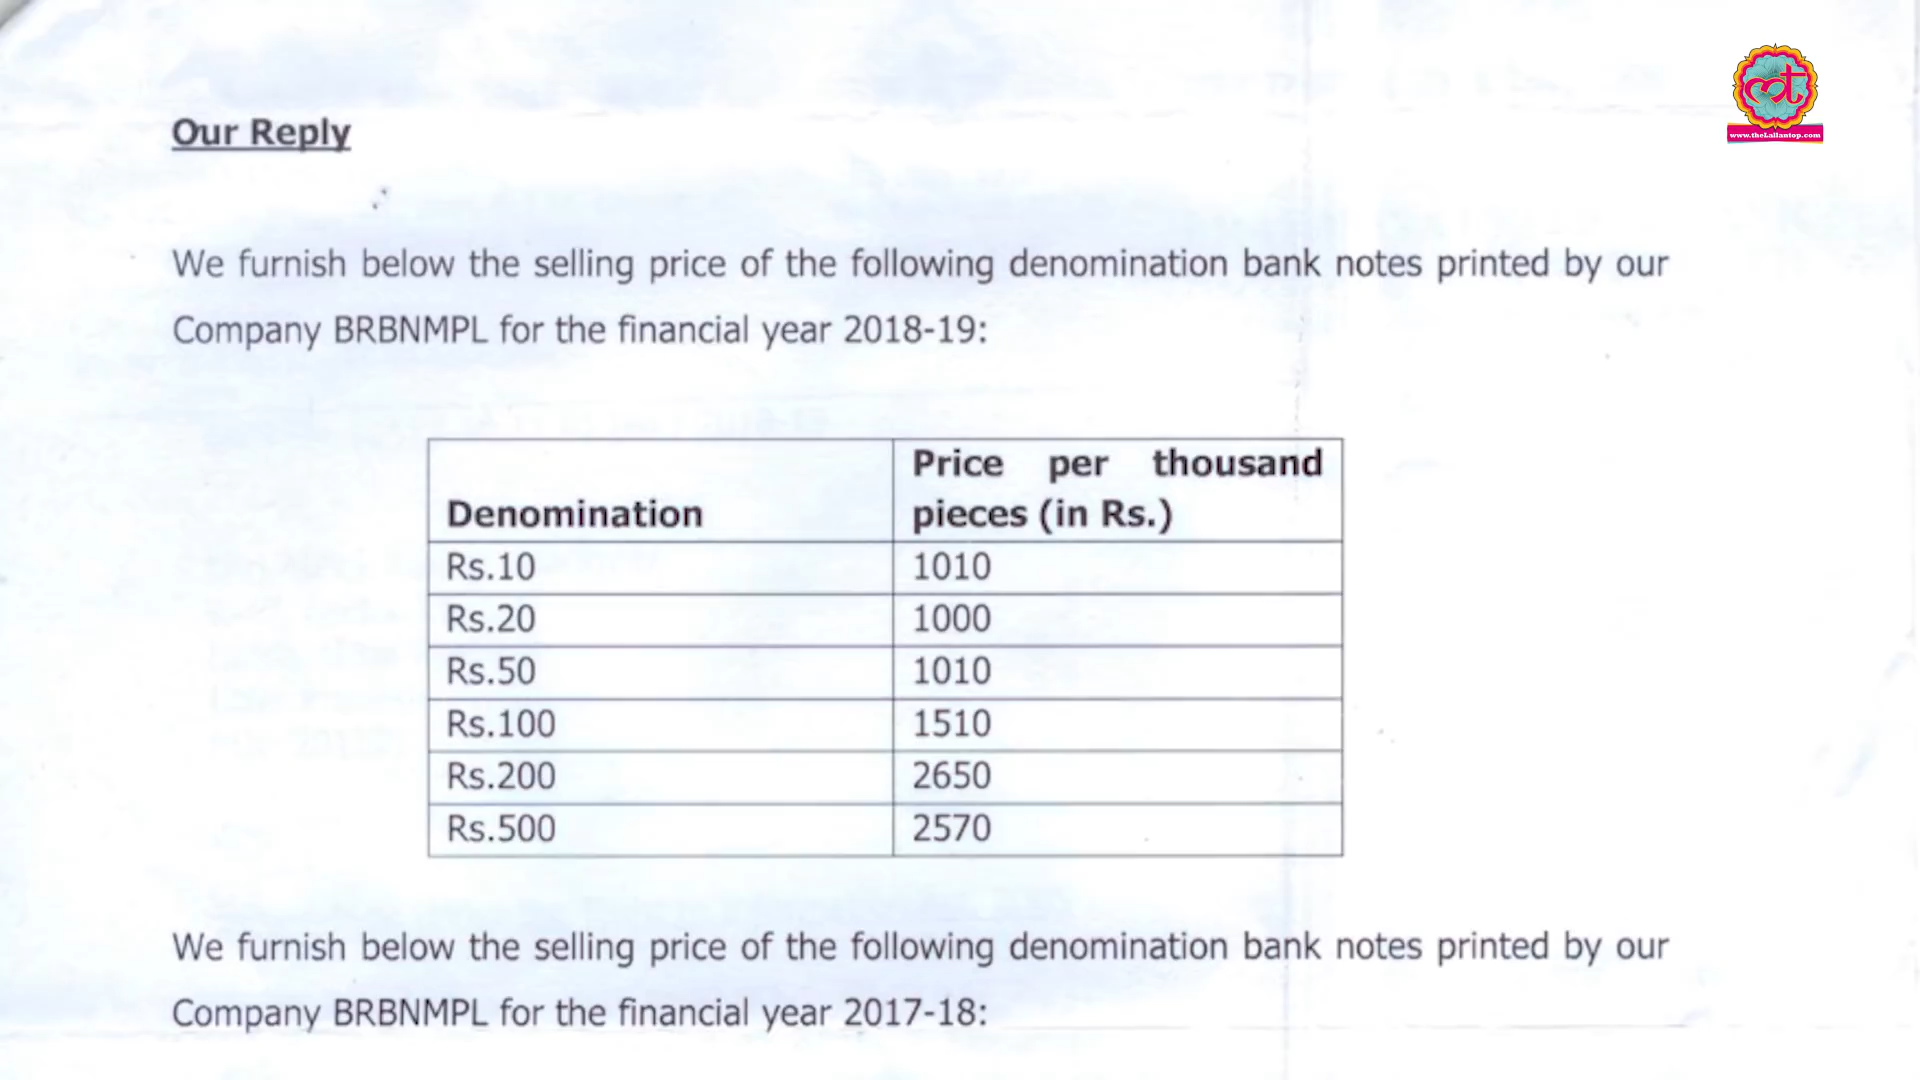 www.theLallantop.com
Our Reply
We furnish below the selling price of the following denomination bank notes printed by our
Company BRBNMPL for the financial year 2018-19:
Denomination Price per thousand pieces (in Rs.)
Rs.10 1010
Rs.20 1000
Rs.50 1010
Rs.100 1510
Rs.200 2650
Rs.500 2570
We furnish below the selling price of the following denomination bank notes printed by our
Company BRBNMPL for the financial year 2017-18: